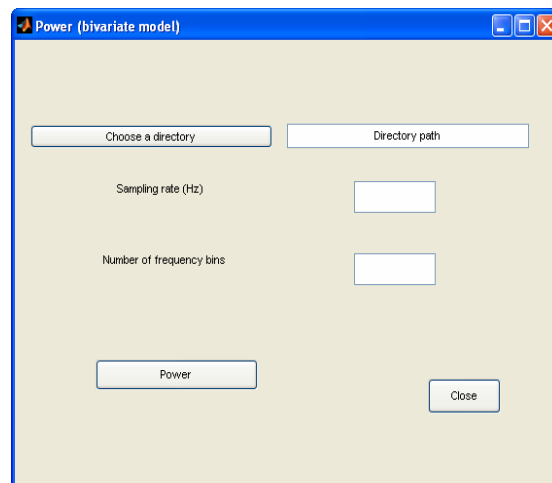 Power (bivariate model)
Choose a directory
Directory path
Sampling rate (Hz)
Number of frequency bins
Power
Close